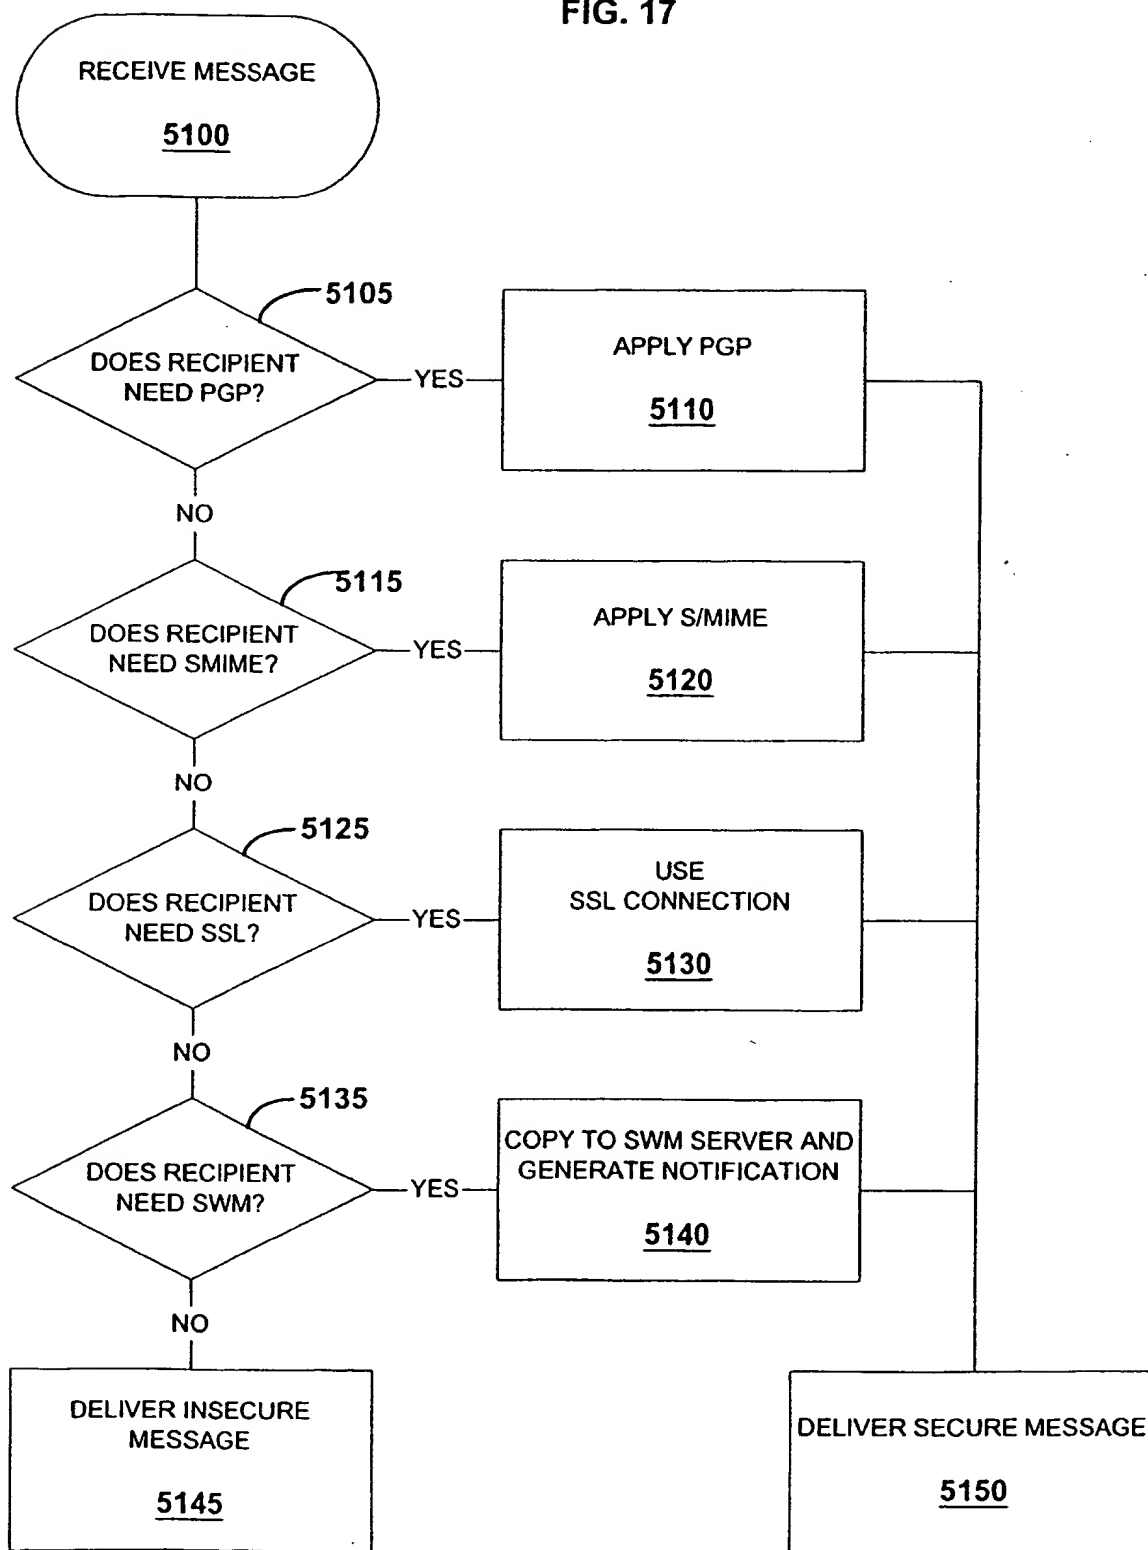 FIG. 17
RECEIVE MESSAGE
5100
5105
DOES RECIPIENT
NEED PGP?
YES
APPLY PGP
5110
NO
5115
DOES RECIPIENT
NEED SMIME?
YES
APPLY S/MIME
5120
NO
5125
DOES RECIPIENT
NEED SSL?
YES
USE
SSL CONNECTION
5130
NO
5135
DOES RECIPIENT
NEED SWM?
YES
COPY TO SWM SERVER AND
GENERATE NOTIFICATION
5140
NO
DELIVER INSECURE
MESSAGE
5145
DELIVER SECURE MESSAGE
5150